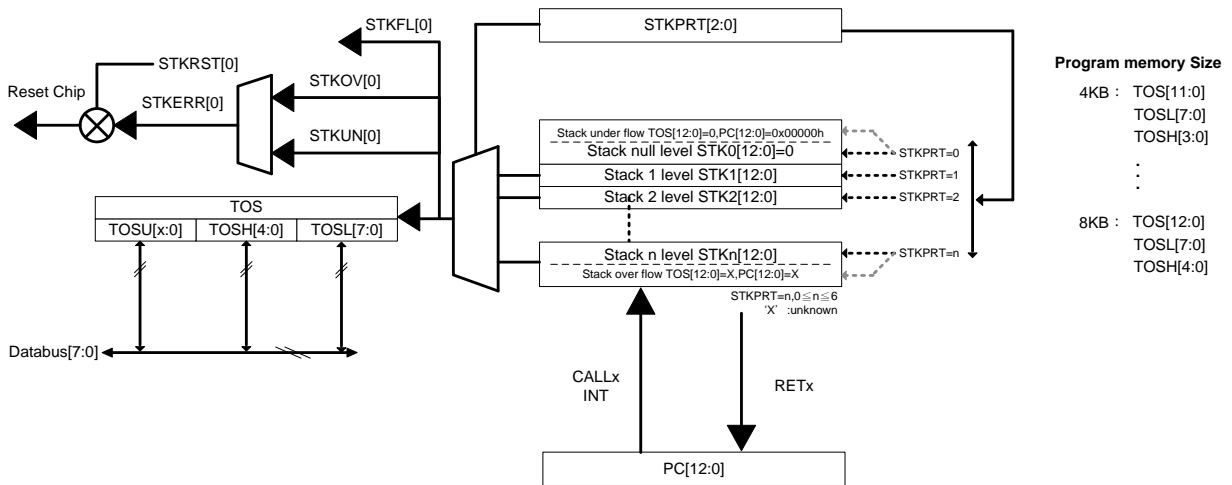 STKFL[0]
STKPRT[2:0]
STKRST[0]
STKOV[0]
Reset Chip
STKERR[0]
STKUN[0]
Program memory Size
4KB： TOS[11:0]
TOSL[7:0]
TOSH[3:0]
.
.
.
8KB： TOS[12:0]
TOSL[7:0]
TOSH[4:0]
Stack under flow TOS[12:0]=0,PC[12:0]=0x00000h
Stack null level STK0[12:0]=0
STKPRT=0
Stack 1 level STK1[12:0]
STKPRT=1
Stack 2 level STK2[12:0]
STKPRT=2
Stack n level STKn[12:0]
STKPRT=n
Stack over flow TOS[12:0]=X,PC[12:0]=X
STKPRT=n,0≦n≦6
‘X’ :unknown
TOS
TOSU[x:0] TOSH[4:0] TOSL[7:0]
Databus[7:0]
CALLx
INT
RETx
PC[12:0]